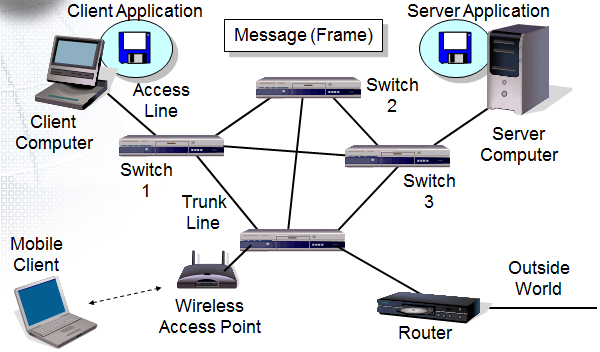 Client Application
Server Application
Message (Frame)
Access
Line
Switch
2
Client
Computer
Server
Computer
Switch
1
Switch
3
Trunk
Line
Mobile
Client
Outside
World
Wireless
Access Point
Router